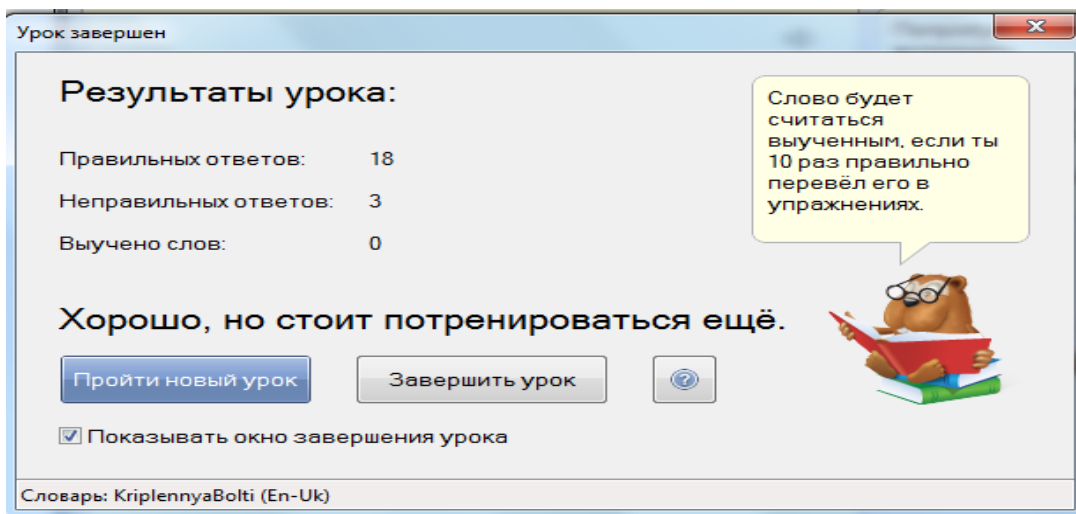 Урок завершен
Результаты урока:
Правильных ответов: 18
Неправильных ответов: 3
Выучено слов: 0
Слово будет
считаться
выученным, если ты
10 раз правильно
перевёл его в
упражнениях.
Хорошо, но стоит потренироваться ещё.
Пройти новый урок
Завершить урок
?
Показывать окно завершения урока
Словарь: KriplennyaBolti (En-Uk)